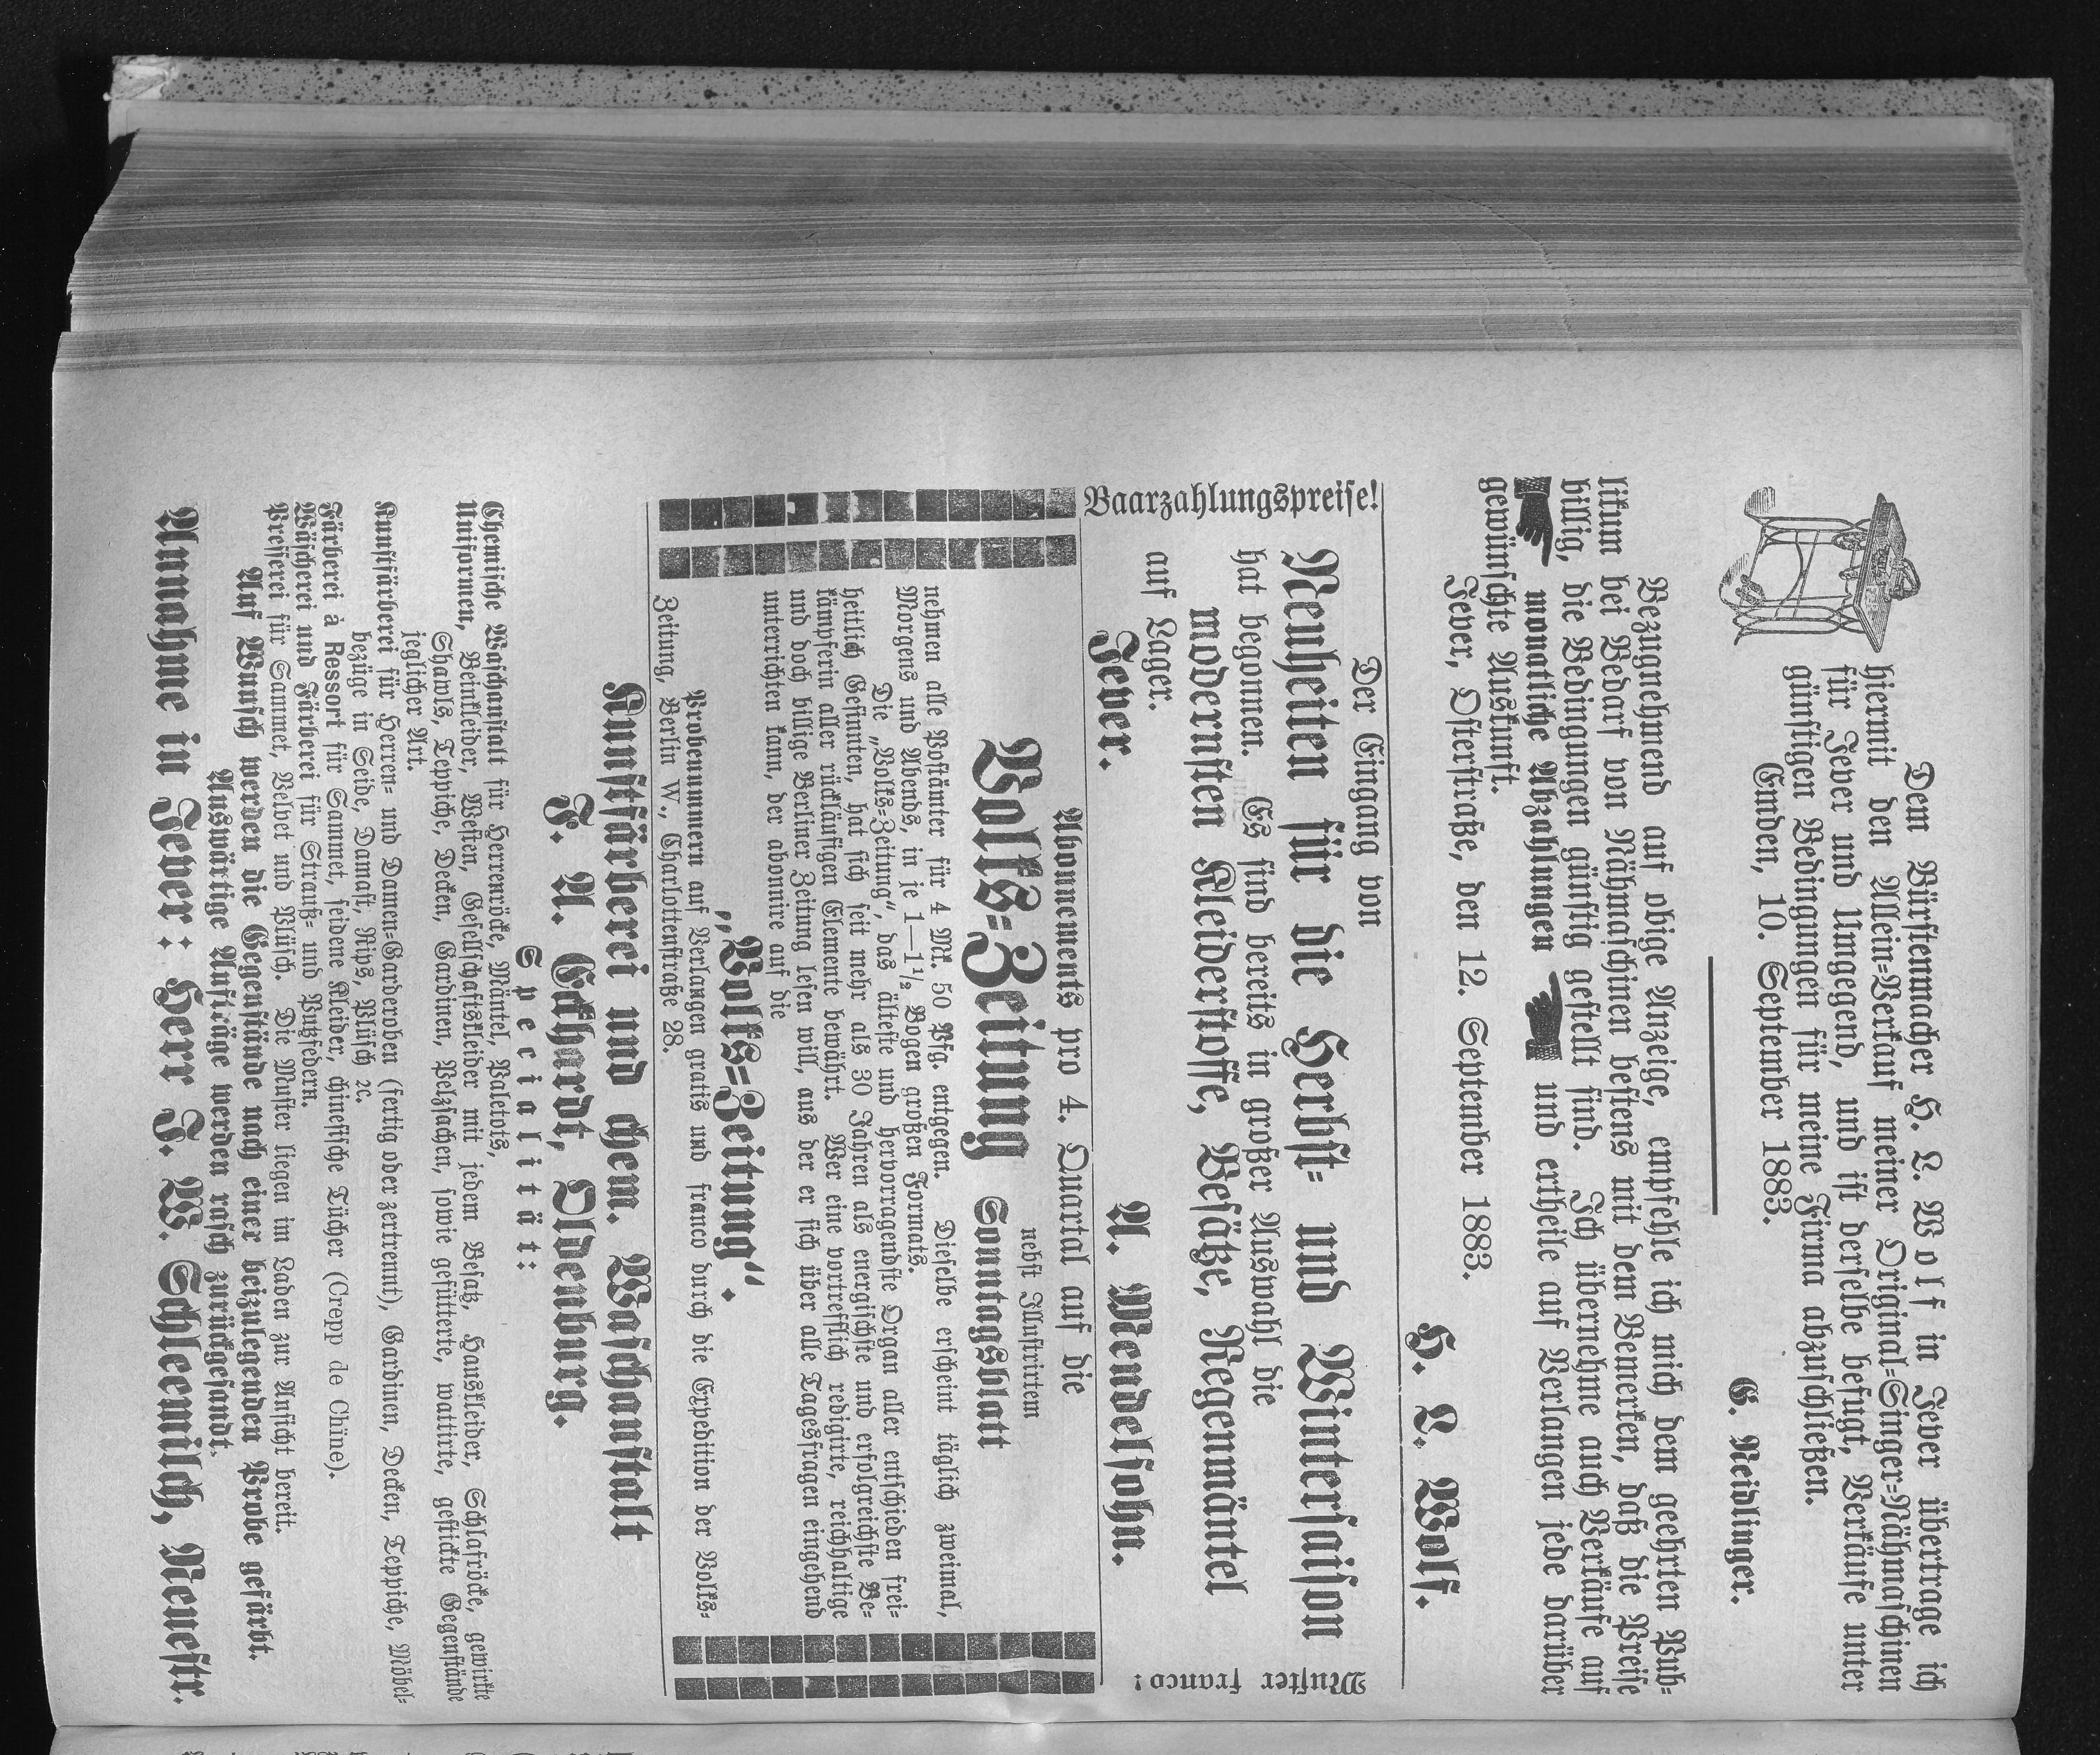 Dem Bürstenmacher H. L. Wolf in Jever übertrage ich
hiermit den Allein-Verkauf meiner Original-Singer-Nähmaschinen
für Jever und Umgegend, und ist derselbe befugt, Verkäufe unter
günstigen Bedingungen für meine Firma abzuschließen.
Emden, 10. September 1883.
G. Neidlinger.
Bezugnehmend auf obige Anzeige, empfehle ich mich dem geehrten Pub-
likum bei Bedarf von Nähmaschinen bestens mit dem Bemerken, daß die Preise
billig, die Bedingungen günstig gestellt sind. Ich übernehme auch Verkäufe auf
monatliche Abzahlungen und ertheile auf Verlangen jede darüber
gewünschte Auskunft.
Jever, Osterstraße, den 12. September 1883.
H. L. Wolf.
Baarzahlungspreise!
Der Eingang von
Neuheiten für die Herbst- und Wintersaison
hat begonnen. Es sind bereits in großer Auswahl die
modernsten Kleiderstoffe, Besätze, Regenmäntel
auf Lager.
Jever. A. Mendelsohn.
Muster franco!
Abonnements pro 4. Quartal auf die
Volks-Zeitung nebst Illustrirtem
Sonntagsblatt
nehmen alle Postämter für 4 Mk. 50 Pfg. entgegen. Dieselbe erscheint täglich zweimal,
Morgens und Abends, in je 1—1½ Bogen großen Formats.
Die „Volks-Zeitung“, das älteste und hervorragendste Organ aller entschieden frei-
heitlich Gesinnten, hat sich seit mehr als 30 Jahren als energischste und erfolgreichste Be-
kämpferin aller rückläufigen Elemente bewährt. Wer eine vortrefflich redigirte, reichhaltige
und doch billige Berliner Zeitung lesen will, aus der er sich über alle Tagesfragen eingehend
unterrichten kann, der abonnire auf die
„Volks-Zeitung“.
Probenummern auf Verlangen gratis und franco durch die Expedition der Volks-
Zeitung, Berlin W., Charlottenstraße 28.
Kunstfärberei und chem. Waschanstalt
F. A. Eckardt, Oldenburg.
Specialität:
Chemische Waschanstalt für Herrenröcke, Mäntel, Paletots,
Uniformen, Beinkleider, Westen, Gesellschaftskleider mit jedem Besatz, Hauskleider, Schlafröcke, gewirkte
Shawls, Teppiche, Decken, Gardinen, Pelzsachen, sowie gefütterte, wattirte, gestickte Gegenstände
jeglicher Art.
Kunstfärberei für Herren- und Damen-Garderoben (fertig oder zertrennt), Gardinen, Decken, Teppiche, Möbel-
bezüge in Seide, Damast, Rips, Plüsch ꝛc.
Färberei à Ressort für Sammet, seidene Kleider, chinesische Tücher (Crepp de Chine).
Wäscherei und Färberei für Strauß- und Putzfedern.
Presserei für Sammet, Velvet und Plüsch. Die Muster liegen im Laden zur Ansicht bereit.
Auf Wunsch werden die Gegenstände nach einer beizulegenden Probe gefärbt.
Auswärtige Aufträge werden rasch zurückgesandt.
Annahme in Jever: Herr J. W. Schleemilch, Neuestr.